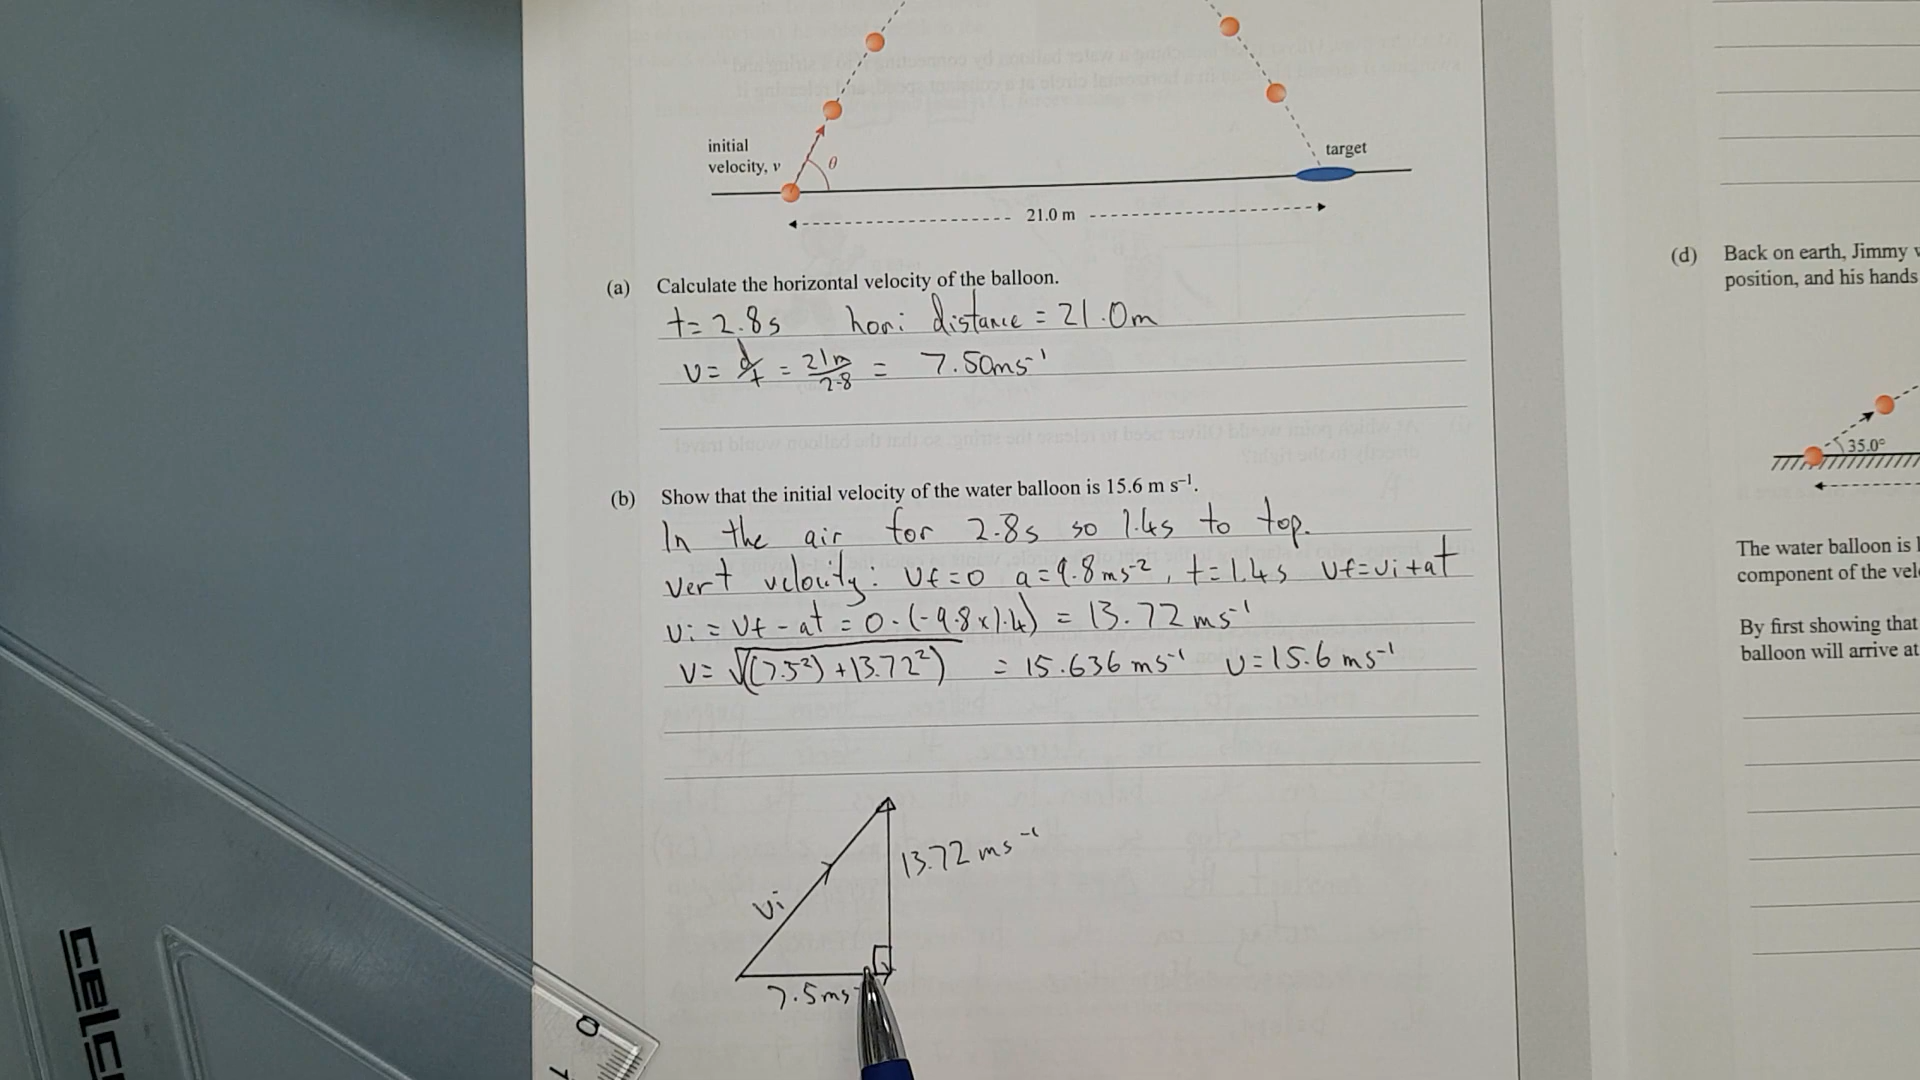 initial
velocity, v
θ
target
21.0 m
(a) Calculate the horizontal velocity of the balloon.
t = 2.8s hori distance = 21.0m
v = d/t = 21m/2.8 = 7.50ms⁻¹
(b) Show that the initial velocity of the water balloon is 15.6 m s⁻¹.
In the air for 2.8s so 1.4s to top.
vert velocity: vf=0 a=9.8ms⁻², t=1.4s vf=vi+at
vi = vf - at = 0-(-9.8x1.4) = 13.72 ms⁻¹
v = √((7.5²) + 13.72²) = 15.636 ms⁻¹ v = 15.6 ms⁻¹
13.72 ms⁻¹
vi
7.5ms
(d) Back on earth, Jimmy
position, and his hands
35.0°
The water balloon is
component of the
By first showing that
balloon will arrive at
celc
0